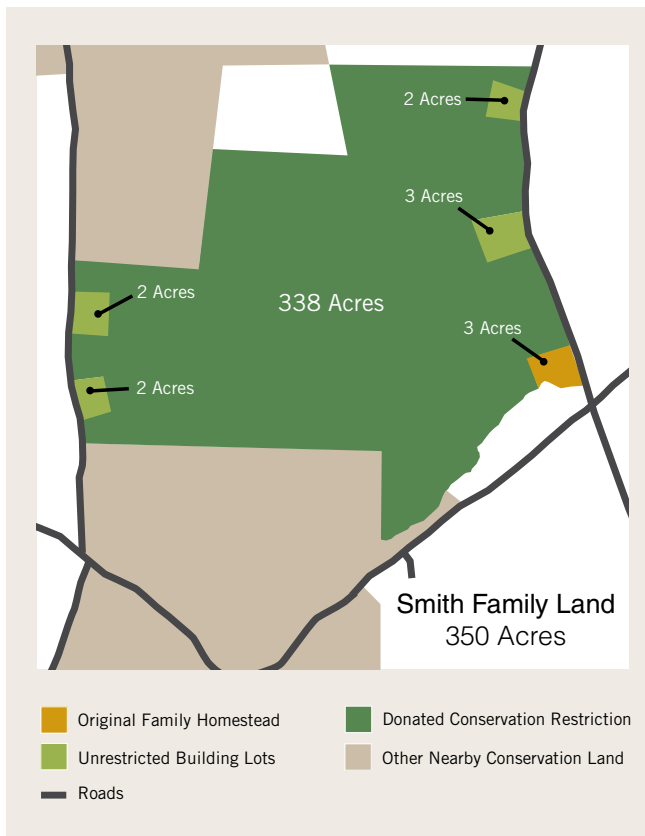 2 Acres
3 Acres
2 Acres
338 Acres
3 Acres
2 Acres
Smith Family Land
350 Acres
Original Family Homestead
Donated Conservation Restriction
Unrestricted Building Lots
Other Nearby Conservation Land
Roads